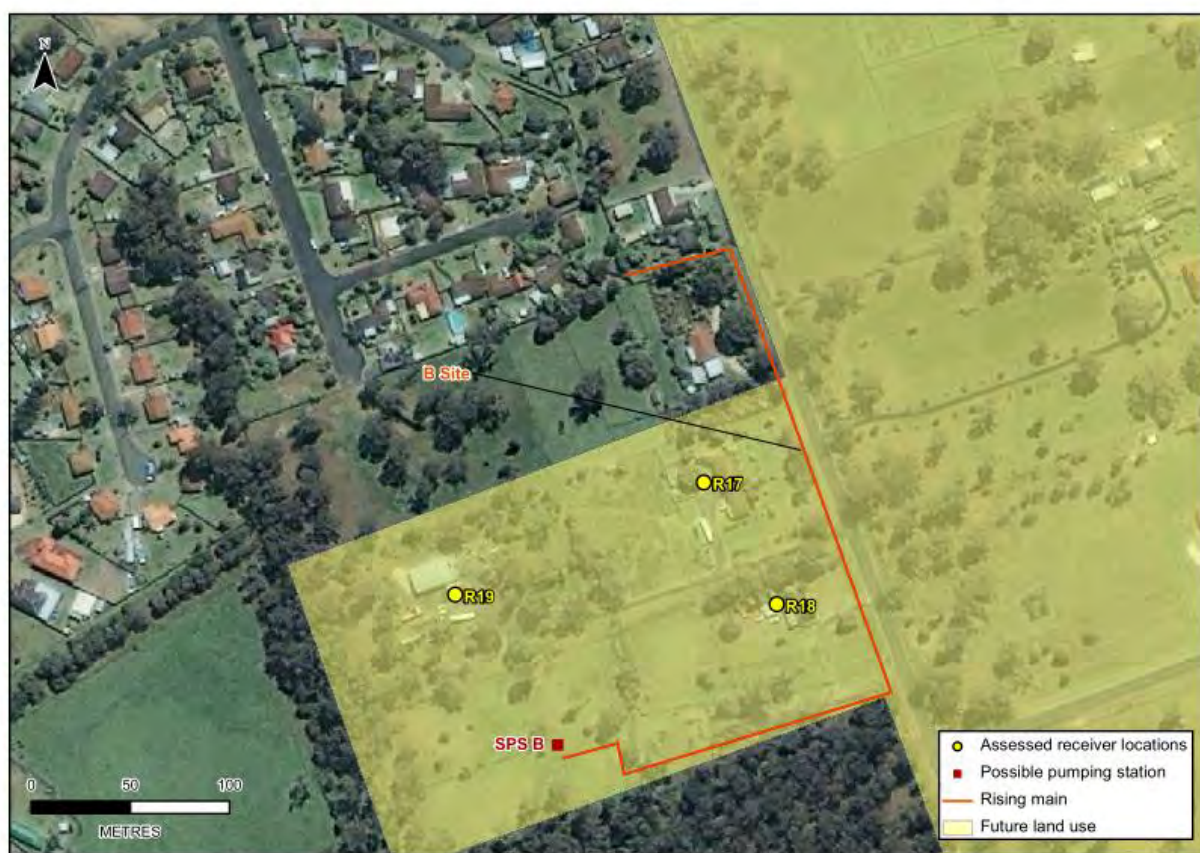 N
B Site
R17
R19
R18
SPS B
0 50 100
METRES
Assessed receiver locations
Possible pumping station
Rising main
Future land use